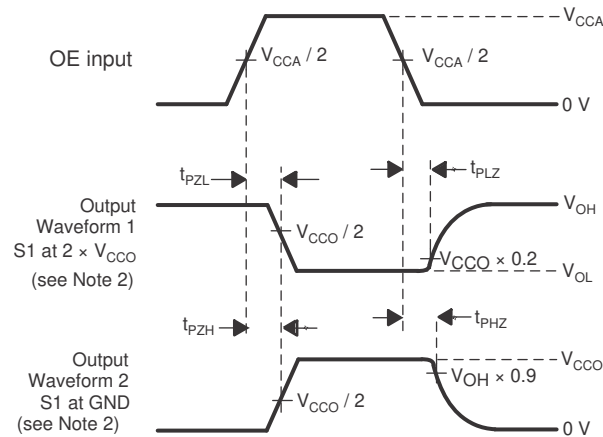 V_CCA
OE input
V_CCA / 2
V_CCA / 2
0 V
t_PZL
t_PLZ
Output
Waveform 1
S1 at 2 × V_CCO
(see Note 2)
V_OH
V_CCO / 2
V_CCO × 0.2
V_OL
t_PZH
t_PHZ
Output
Waveform 2
S1 at GND
(see Note 2)
V_CCO
V_OH × 0.9
V_CCO / 2
0 V